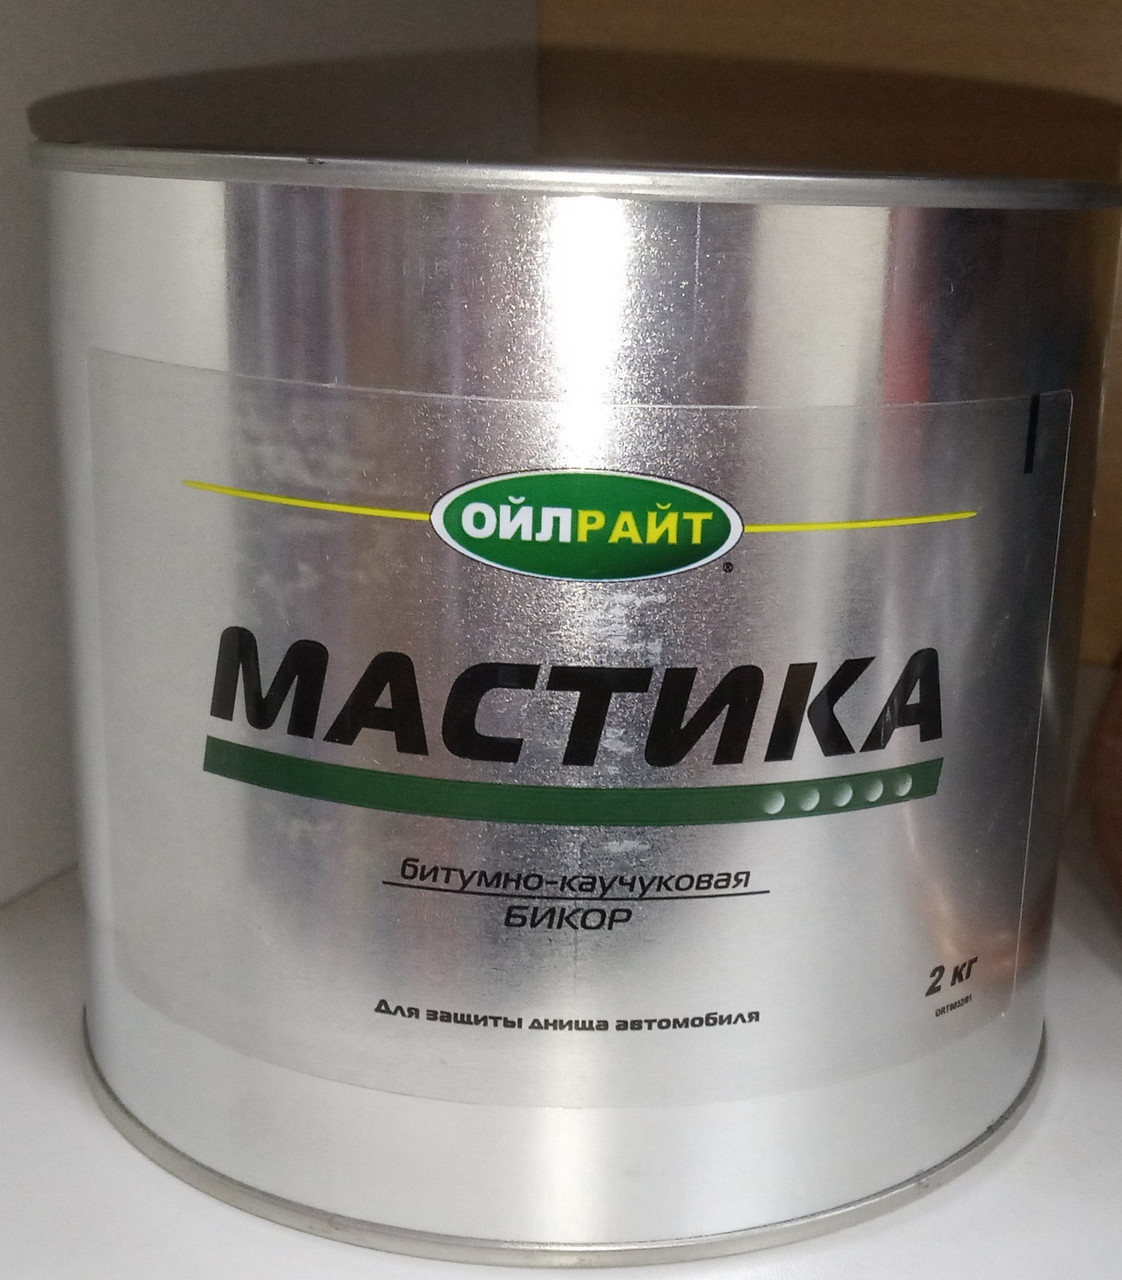 ОЙЛРАЙТ
®
МАСТИКА
битумно-каучуковая
БИКОР
2 кг
Для защиты днища автомобиля